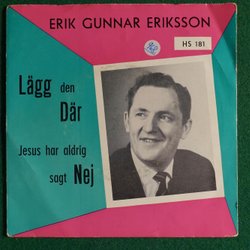 ERIK GUNNAR ERIKSSON
HS 181
Lägg den
Där
Jesus har aldrig
sagt Nej